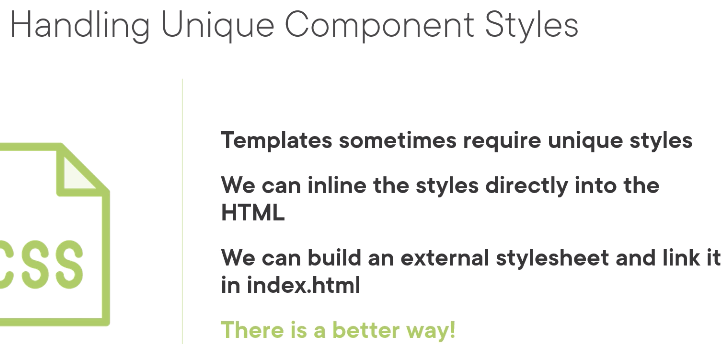 Handling Unique Component Styles
Templates sometimes require unique styles
We can inline the styles directly into the
HTML
CSS
We can build an external stylesheet and link it
in index.html
There is a better way!